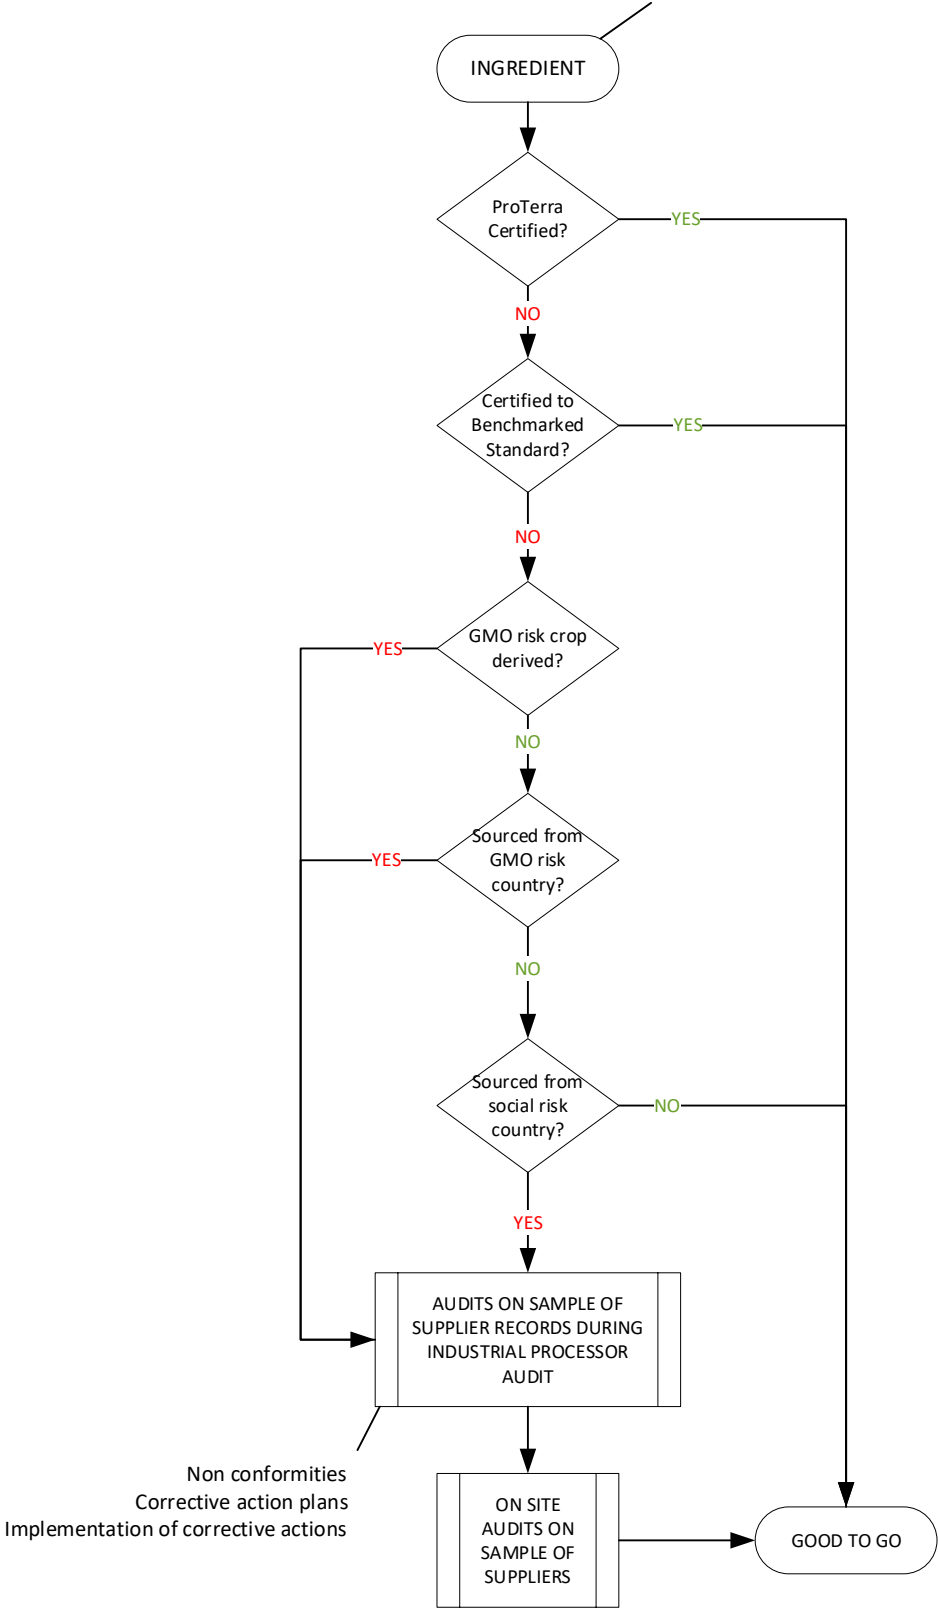 INGREDIENT
ProTerra
Certified?
YES
NO
Certified to
Benchmarked
Standard?
YES
NO
GMO risk crop
derived?
YES
NO
Sourced from
GMO risk
country?
YES
NO
Sourced from
social risk
country?
NO
YES
AUDITS ON SAMPLE OF
SUPPLIER RECORDS DURING
INDUSTRIAL PROCESSOR
AUDIT
Non conformities
Corrective action plans
Implementation of corrective actions
ON SITE
AUDITS ON
SAMPLE OF
SUPPLIERS
GOOD TO GO